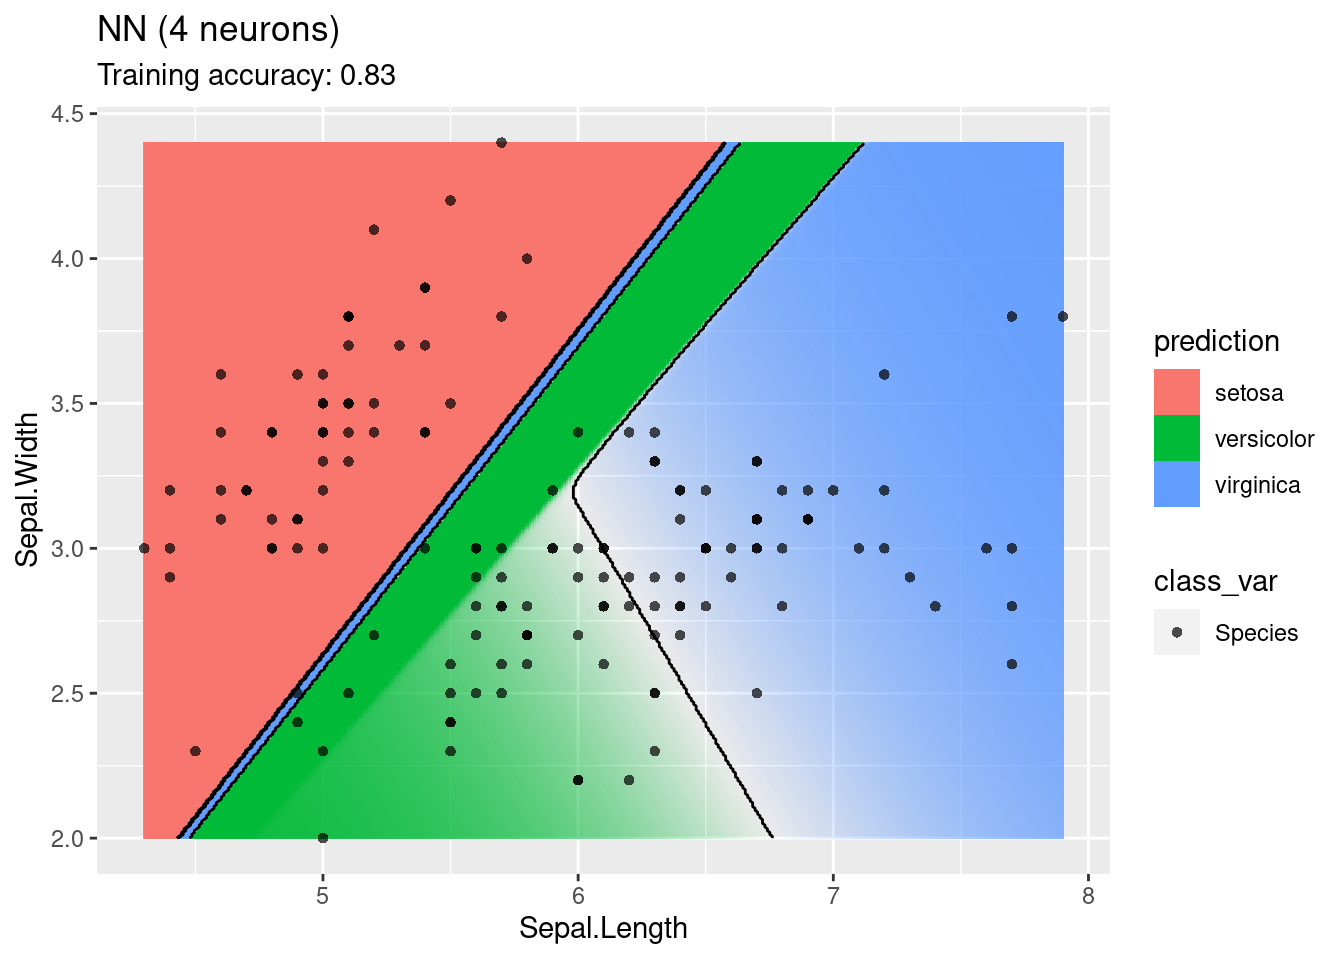 NN (4 neurons)
Training accuracy: 0.83
4.5
4.0
3.5
3.0
2.5
2.0
Sepal.Width
5
6
7
8
Sepal.Length
prediction
setosa
versicolor
virginica
class_var
Species